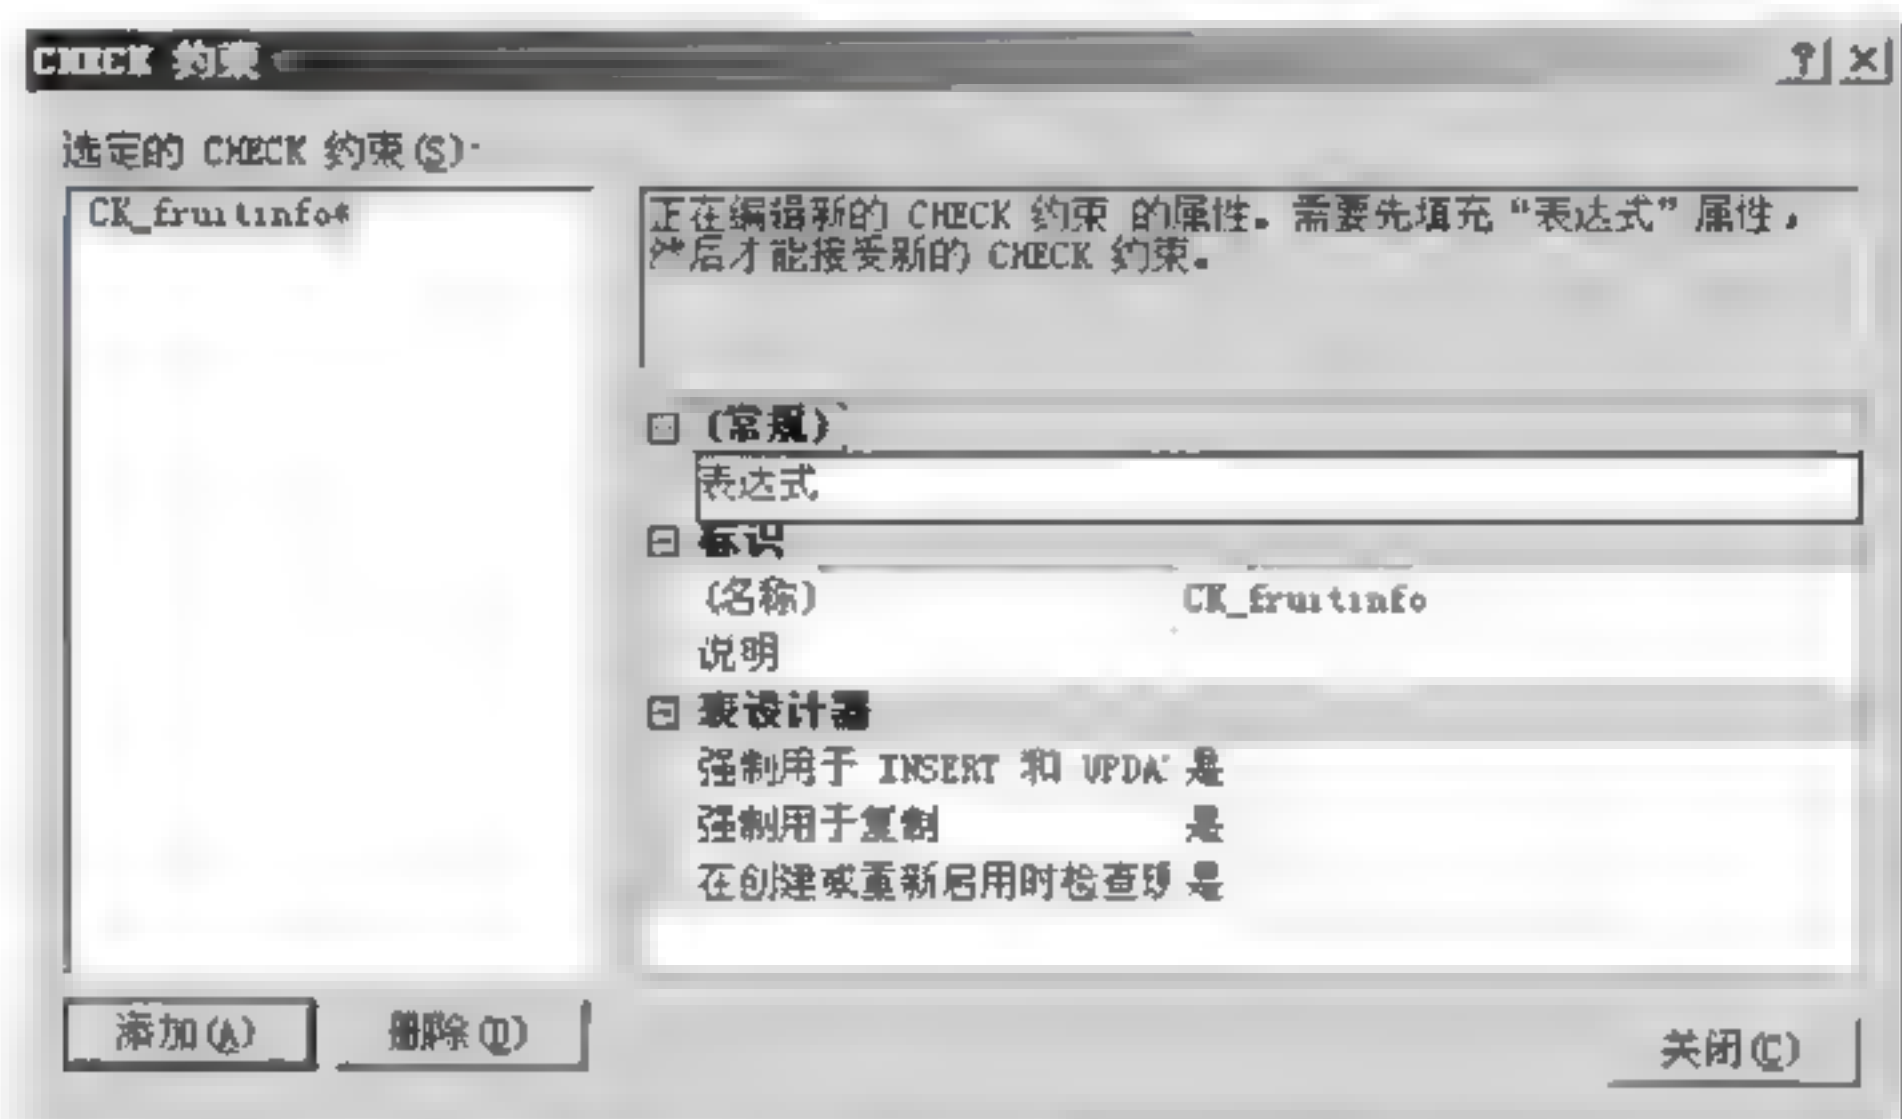 CHECK 约束
选定的 CHECK 约束(S):
CK_fruitinfo*
正在编辑新的 CHECK 约束 的属性。需要先填充“表达式”属性，
然后才能接受新的 CHECK 约束。
(常规)
表达式
标识
(名称) CK_fruitinfo
说明
表设计器
强制用于 INSERT 和 UPDA 是
强制用于复制 是
在创建或重新启用时检查现 是
添加(A) 删除(D)
关闭(C)